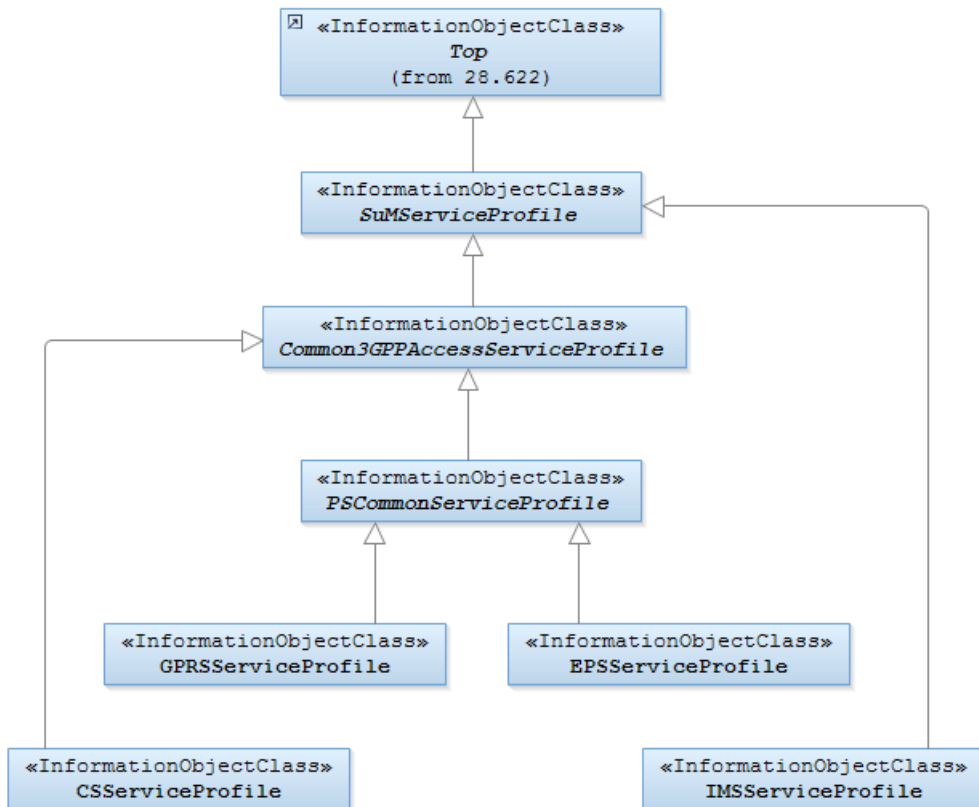 «InformationObjectClass»
Top
(from 28.622)
«InformationObjectClass»
SuMServiceProfile
«InformationObjectClass»
Common3GPPAccessServiceProfile
«InformationObjectClass»
PSCommonServiceProfile
«InformationObjectClass»
GPRSServiceProfile
«InformationObjectClass»
EPSServiceProfile
«InformationObjectClass»
CSServiceProfile
«InformationObjectClass»
IMSServiceProfile